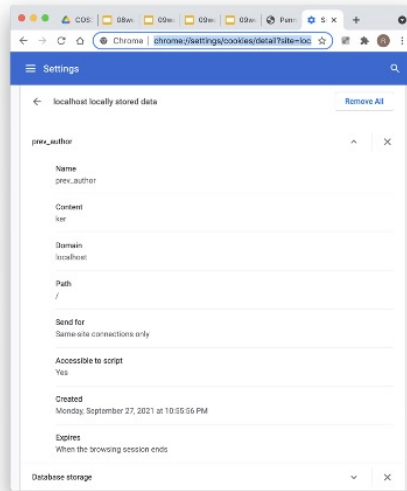 COS:
08w:
09w:
09w:
09w:
Penn
S
Chrome | chrome://settings/cookies/detail?site=loc
R
Settings
localhost locally stored data
Remove All
prev_author
Name
prev_author
Content
ker
Domain
localhost
Path
/
Send for
Same-site connections only
Accessible to script
Yes
Created
Monday, September 27, 2021 at 10:55:56 PM
Expires
When the browsing session ends
Database storage